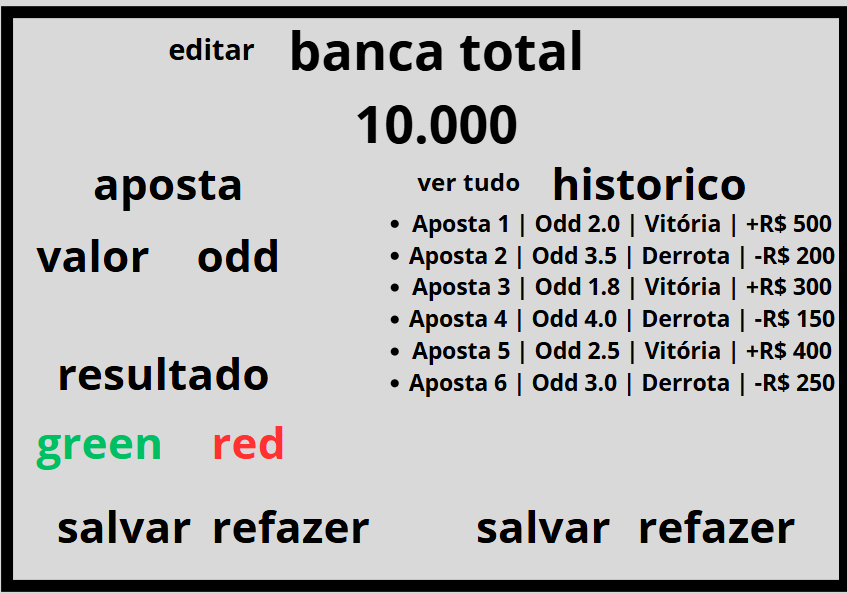 editar banca total
10.000
aposta
valor odd
resultado
green red
salvar refazer
ver tudo historico
• Aposta 1 | Odd 2.0 | Vitória | +R$ 500
• Aposta 2 | Odd 3.5 | Derrota | -R$ 200
• Aposta 3 | Odd 1.8 | Vitória | +R$ 300
• Aposta 4 | Odd 4.0 | Derrota | -R$ 150
• Aposta 5 | Odd 2.5 | Vitória | +R$ 400
• Aposta 6 | Odd 3.0 | Derrota | -R$ 250
salvar refazer